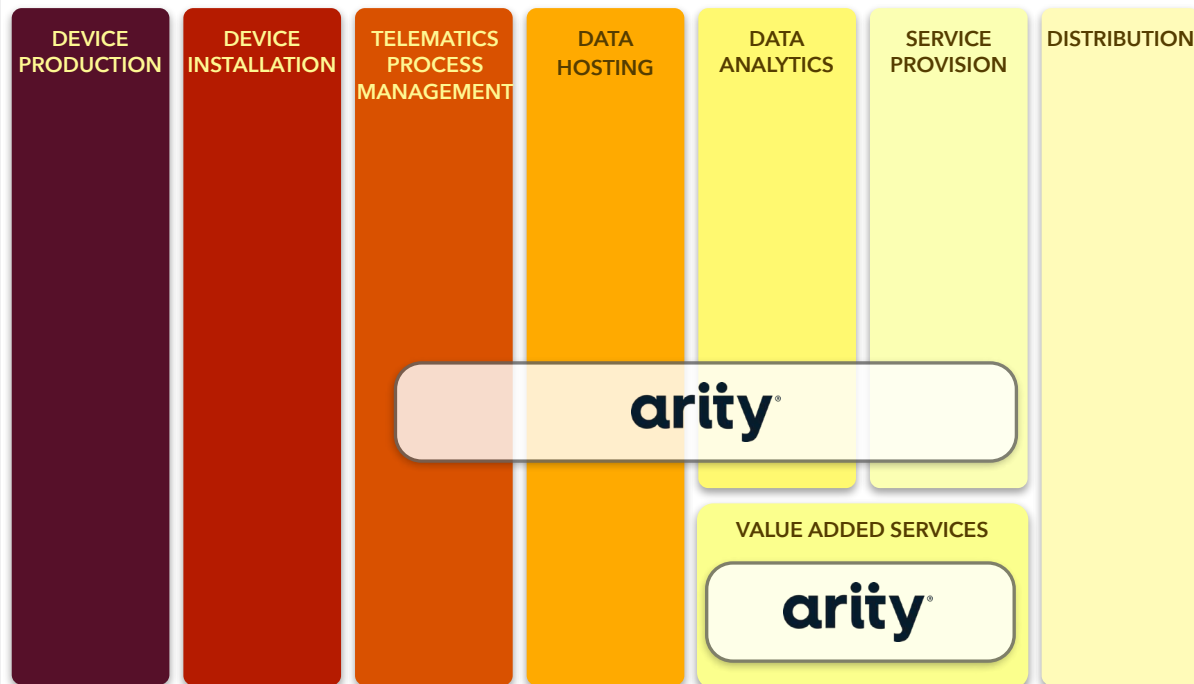 DEVICE
PRODUCTION
DEVICE
INSTALLATION
TELEMATICS
PROCESS
MANAGEMENT
DATA
HOSTING
DATA
ANALYTICS
SERVICE
PROVISION
DISTRIBUTION
arity®
VALUE ADDED SERVICES
arity®